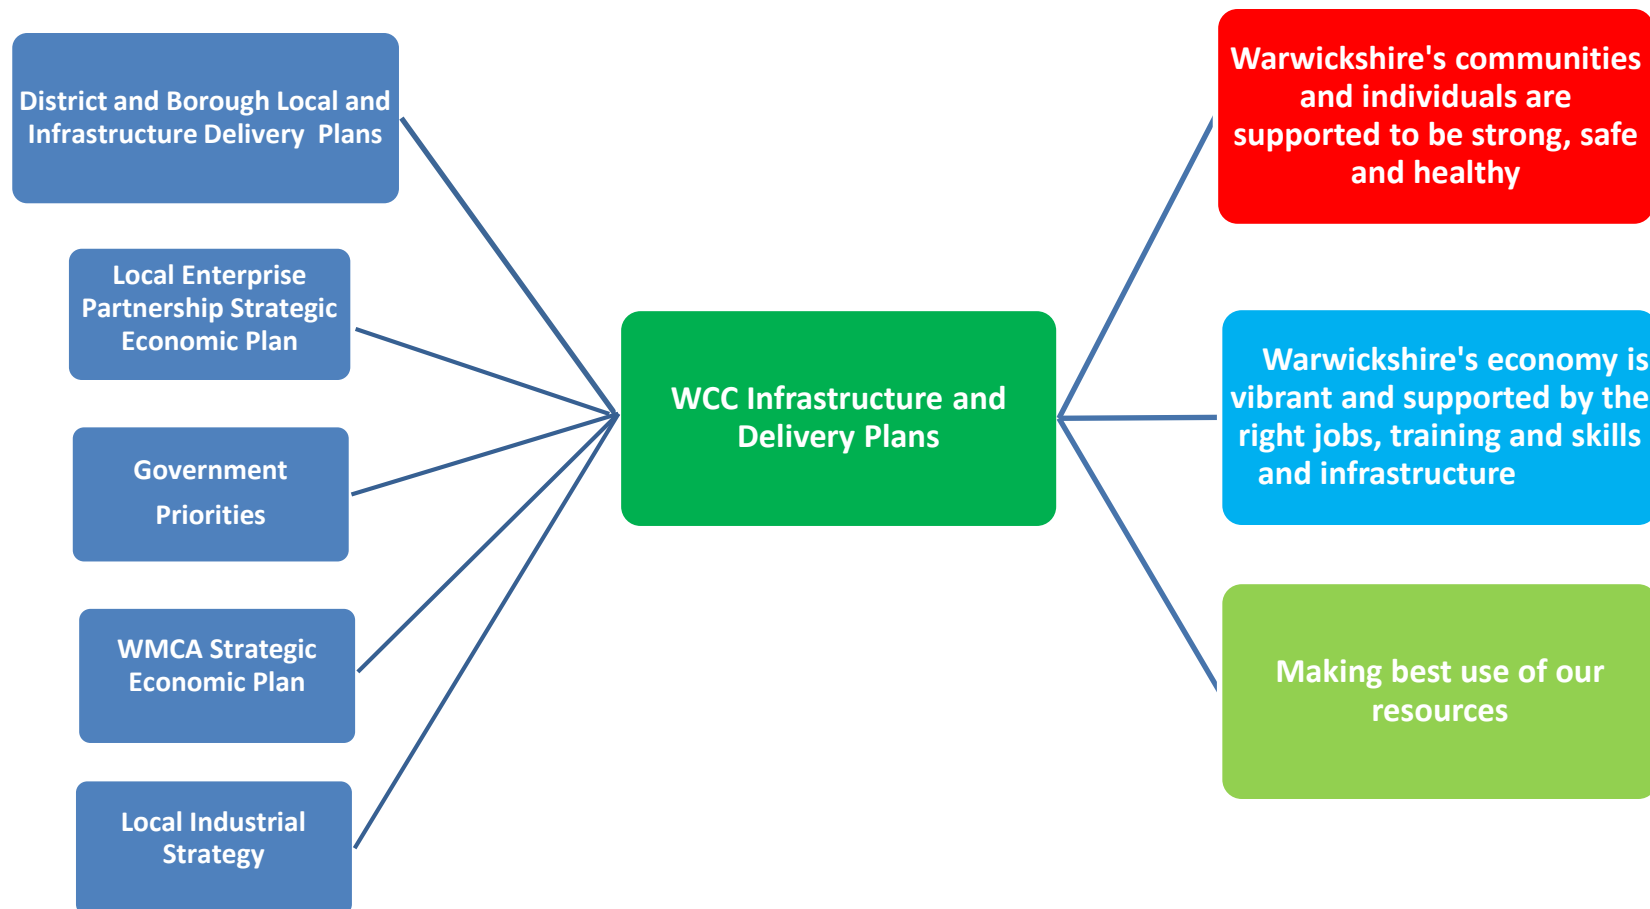 District and Borough Local and
Infrastructure Delivery Plans
Local Enterprise
Partnership Strategic
Economic Plan
Government
Priorities
WMCA Strategic
Economic Plan
Local Industrial
Strategy
WCC Infrastructure and
Delivery Plans
Warwickshire's communities
and individuals are
supported to be strong, safe
and healthy
Warwickshire's economy is
vibrant and supported by the
right jobs, training and skills
and infrastructure
Making best use of our
resources